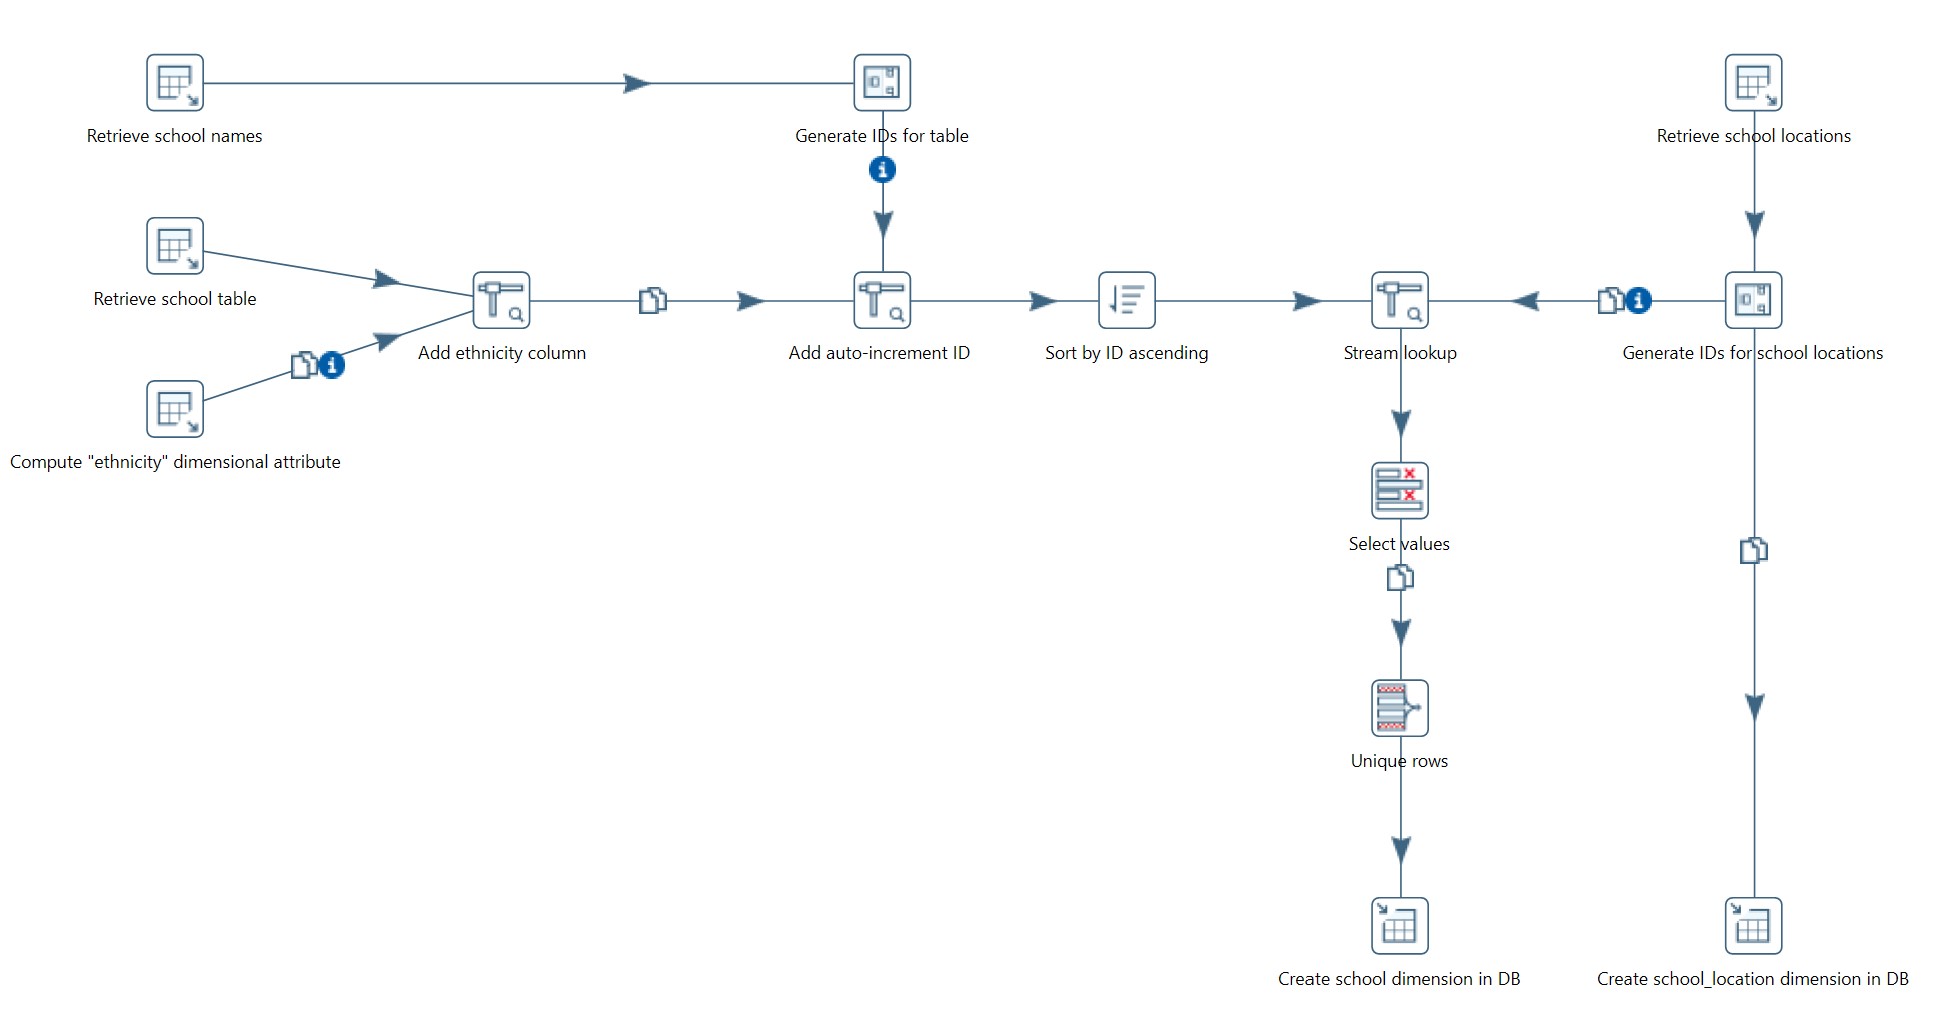 Retrieve school names
Generate IDs for table
Retrieve school locations
Retrieve school table
Add ethnicity column
Add auto-increment ID
Sort by ID ascending
Stream lookup
Generate IDs for school locations
Compute "ethnicity" dimensional attribute
Select values
Unique rows
Create school dimension in DB
Create school_location dimension in DB